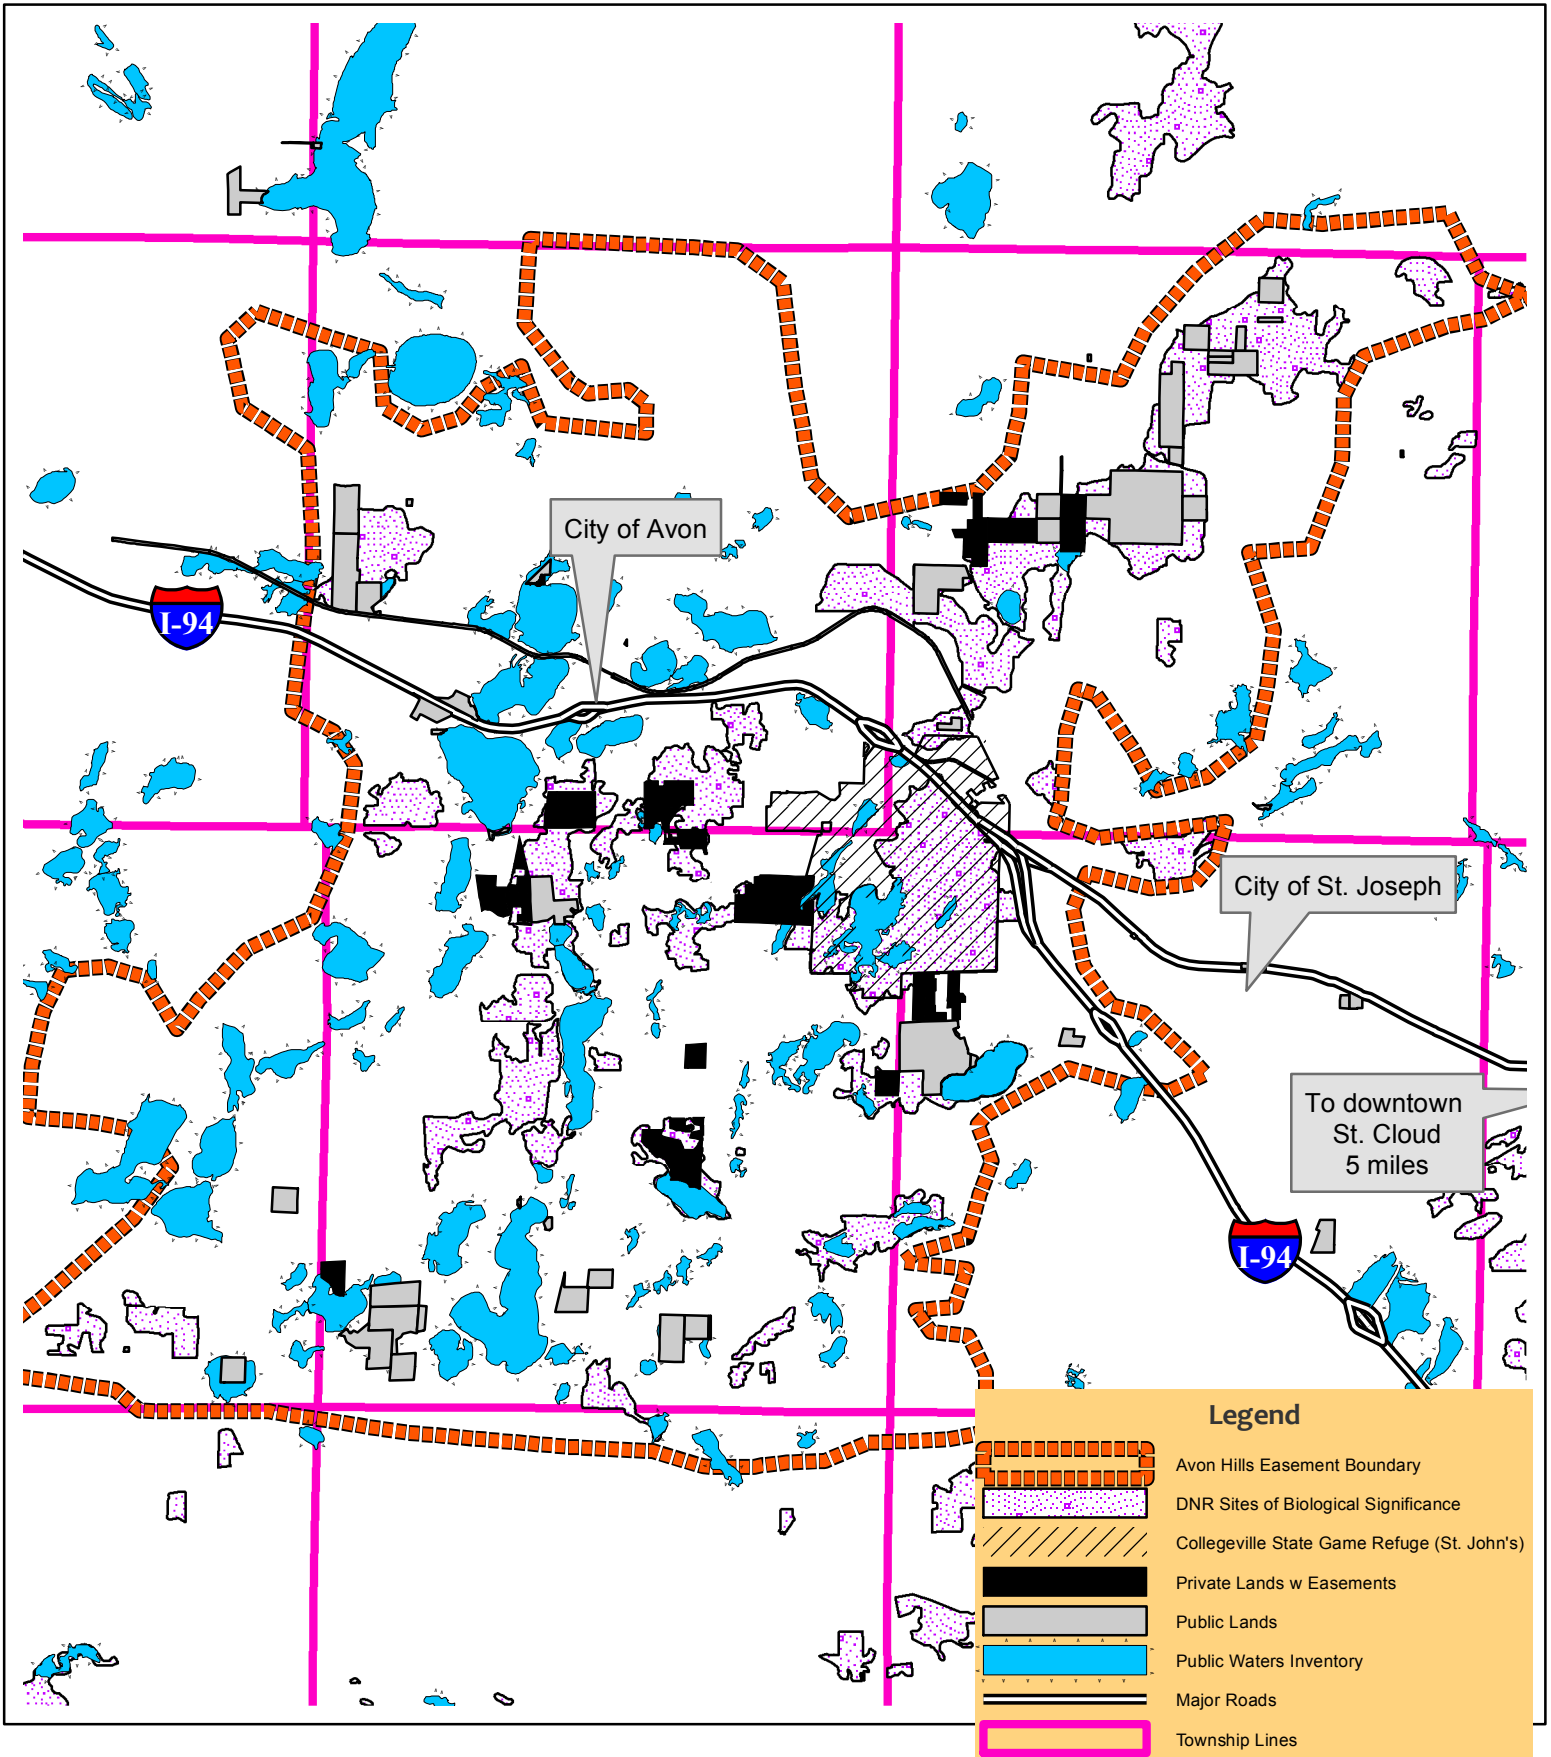 City of Avon
I-94
City of St. Joseph
To downtown
St. Cloud
5 miles
I-94
Legend
Avon Hills Easement Boundary
DNR Sites of Biological Significance
Collegeville State Game Refuge (St. John's)
Private Lands w Easements
Public Lands
Public Waters Inventory
Major Roads
Township Lines